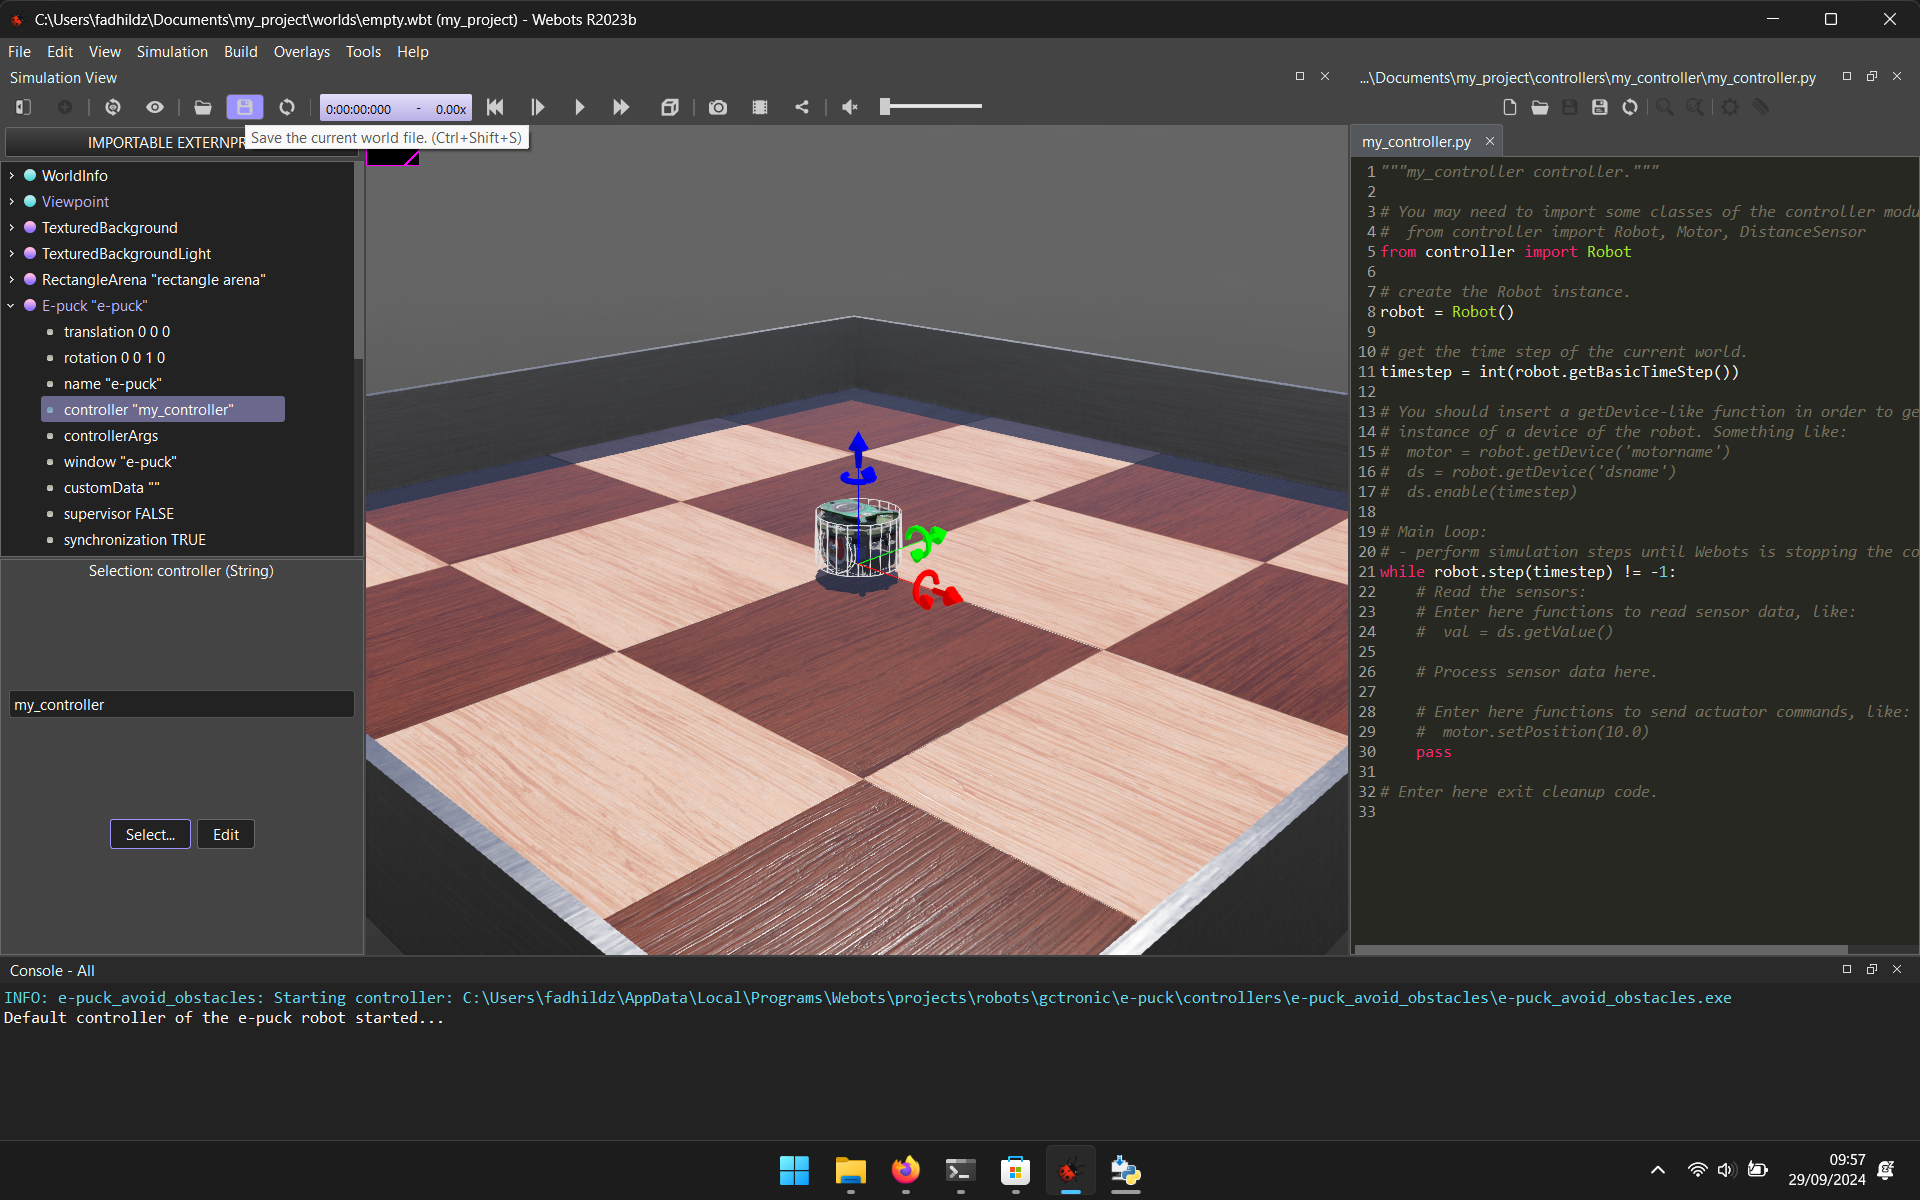 C:\Users\fadhildz\Documents\my_project\worlds\empty.wbt (my_project) - Webots R2023b
File Edit View Simulation Build Overlays Tools Help
Simulation View
...\Documents\my_project\controllers\my_controller\my_controller.py
0:00:00:000 - 0.00x
IMPORTABLE EXTERNPR
Save the current world file. (Ctrl+Shift+S)
WorldInfo
Viewpoint
TexturedBackground
TexturedBackgroundLight
RectangleArena "rectangle arena"
E-puck "e-puck"
translation 0 0 0
rotation 0 0 1 0
name "e-puck"
controller "my_controller"
controllerArgs
window "e-puck"
customData ""
supervisor FALSE
synchronization TRUE
Selection: controller (String)
my_controller
Select... Edit
my_controller.py
1 """my_controller controller."""
2
3 # You may need to import some classes of the controller modu
4 #  from controller import Robot, Motor, DistanceSensor
5 from controller import Robot
6
7 # create the Robot instance.
8 robot = Robot()
9
10 # get the time step of the current world.
11 timestep = int(robot.getBasicTimeStep())
12
13 # You should insert a getDevice-like function in order to ge
14 # instance of a device of the robot. Something like:
15 #  motor = robot.getDevice('motorname')
16 #  ds = robot.getDevice('dsname')
17 #  ds.enable(timestep)
18
19 # Main loop:
20 # - perform simulation steps until Webots is stopping the co
21 while robot.step(timestep) != -1:
22     # Read the sensors:
23     # Enter here functions to read sensor data, like:
24     #  val = ds.getValue()
25
26     # Process sensor data here.
27
28     # Enter here functions to send actuator commands, like:
29     #  motor.setPosition(10.0)
30     pass
31
32 # Enter here exit cleanup code.
33
Console - All
INFO: e-puck_avoid_obstacles: Starting controller: C:\Users\fadhildz\AppData\Local\Programs\Webots\projects\robots\gctronic\e-puck\controllers\e-puck_avoid_obstacles\e-puck_avoid_obstacles.exe
Default controller of the e-puck robot started...
09:57
29/09/2024